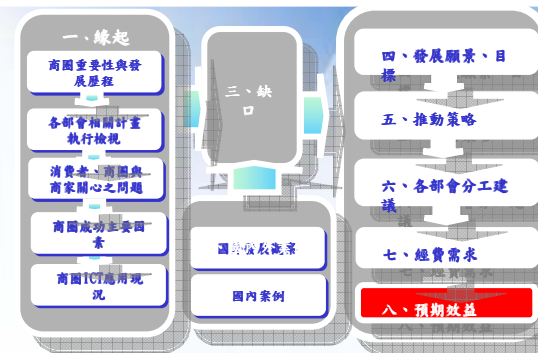 一、緣起
商圈重要性與發
展歷程
各部會相關計畫
執行檢視
消費者、商圈與
商家關心之問題
商圈成功主要因
素
商圈ICT應用現
況
三、缺
口
國內案例
四、發展願景、目
標
五、推動策略
六、各部會分工建
議
七、經費需求
八、預期效益